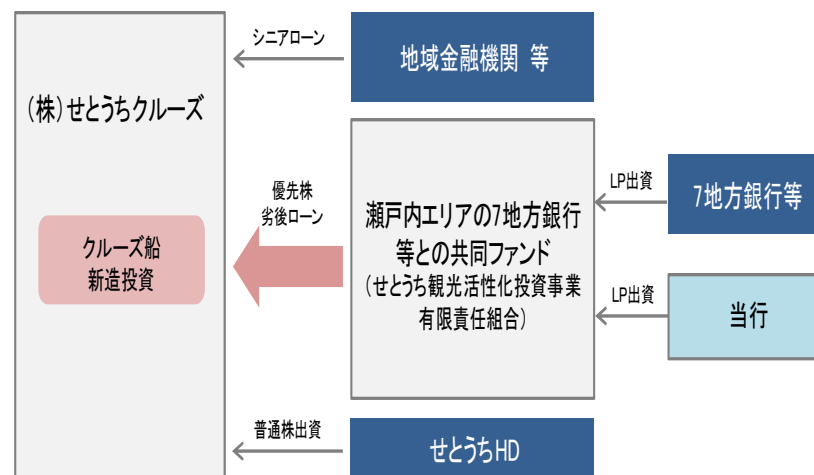 シニアローン
地域金融機関 等
(株)せとうちクルーズ
優先株
劣後ローン
クルーズ船
新造投資
瀬戸内エリアの7地方銀行
等との共同ファンド
(せとうち観光活性化投資事業
有限責任組合)
LP出資
7地方銀行等
LP出資
当行
普通株出資
せとうちHD